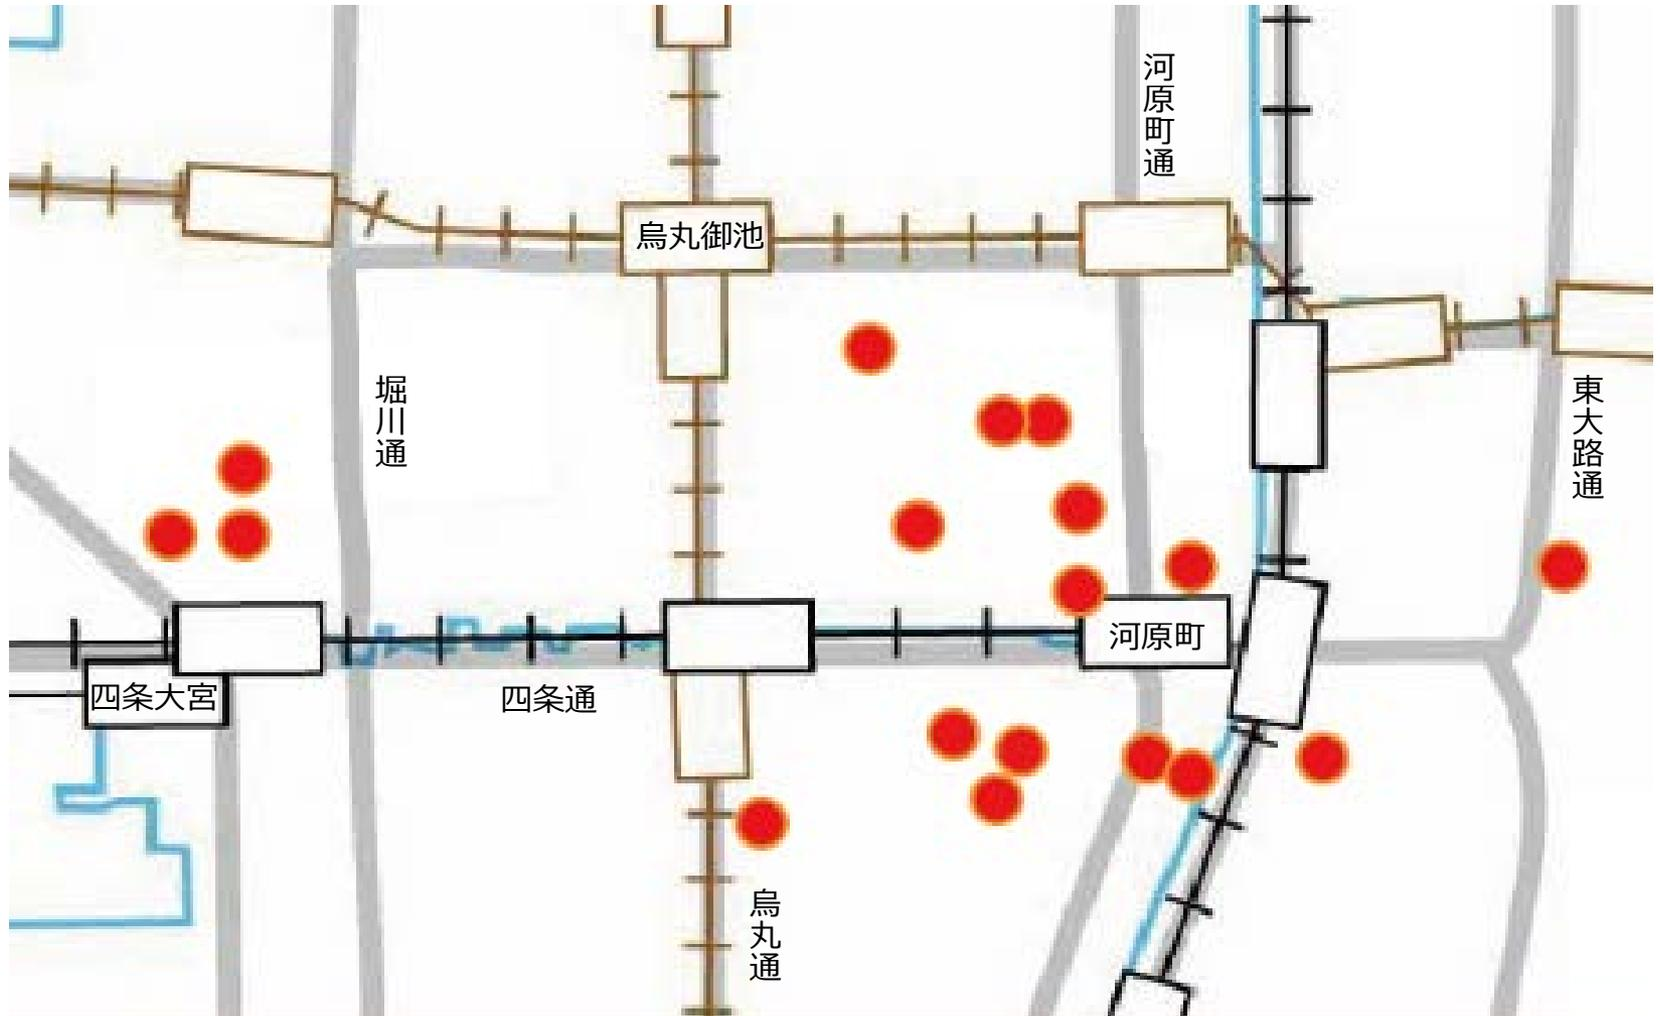 河原町通
烏丸御池
堀川通
東大路通
河原町
四条大宮
四条通
烏丸通